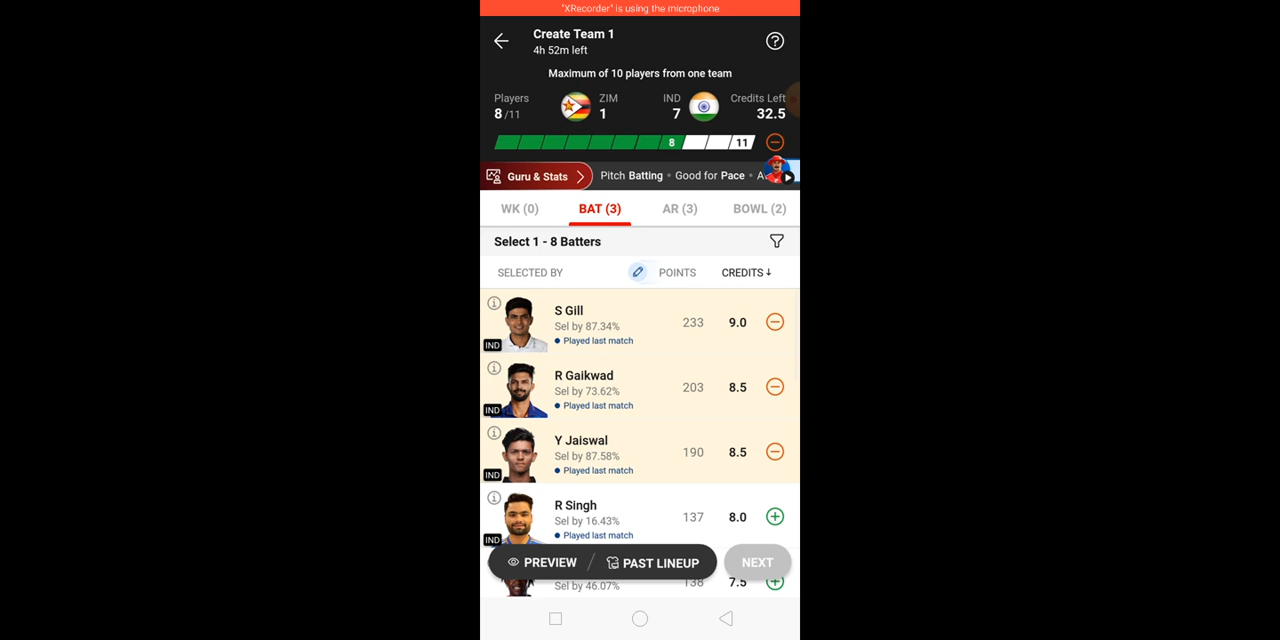 "XRecorder" is using the microphone
Create Team 1
4h 52m left
Maximum of 10 players from one team
Players
8 /11
ZIM
1
IND
7
Credits Left
32.5
8
11
Guru & Stats
Pitch Batting • Good for Pace • A
WK (0)
BAT (3)
AR (3)
BOWL (2)
Select 1 - 8 Batters
SELECTED BY
POINTS
CREDITS↓
S Gill
Sel by 87.34%
• Played last match
IND
233
9.0
R Gaikwad
Sel by 73.62%
• Played last match
IND
203
8.5
Y Jaiswal
Sel by 87.58%
• Played last match
IND
190
8.5
R Singh
Sel by 16.43%
• Played last match
IND
137
8.0
PREVIEW / PAST LINEUP
NEXT
Sel by 46.07%
138
7.5